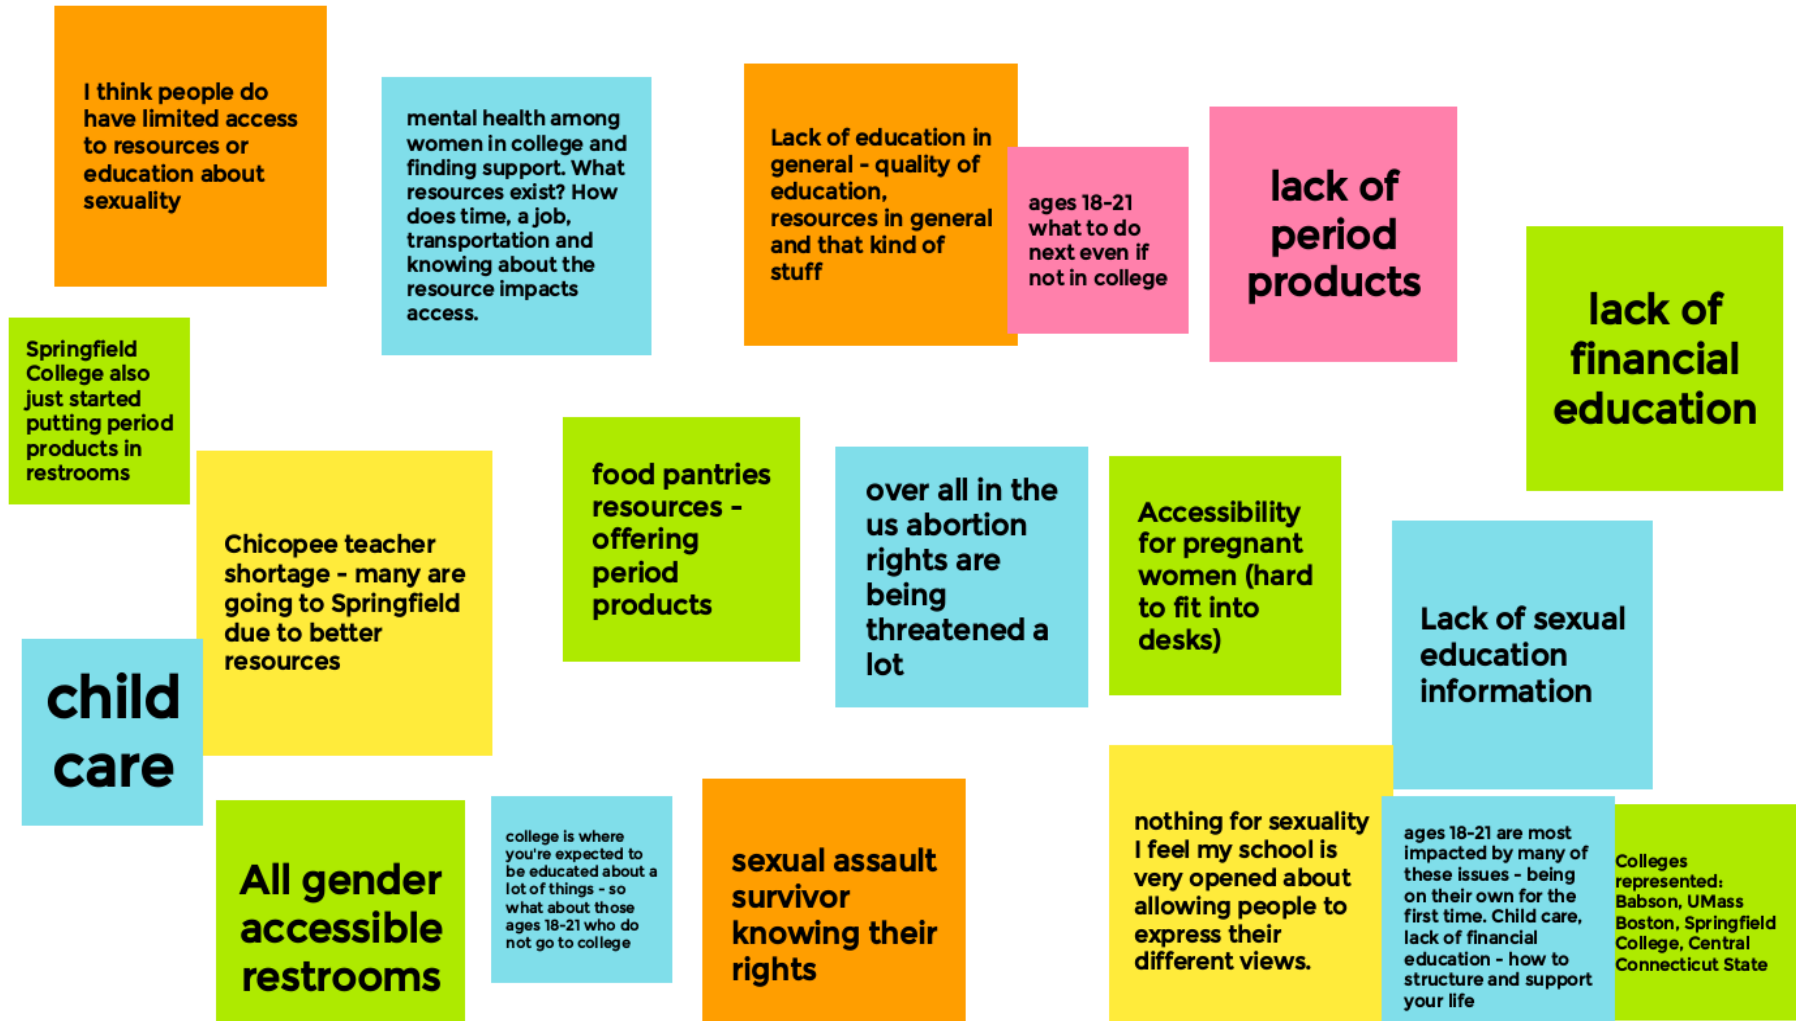 I think people do
have limited access
to resources or
education about
sexuality
mental health among
women in college and
finding support. What
resources exist? How
does time, a job,
transportation and
knowing about the
resource impacts
access.
Lack of education in
general - quality of
education,
resources in general
and that kind of
stuff
ages 18-21
what to do
next even if
not in college
lack of
period
products
lack of
financial
education
Springfield
College also
just started
putting period
products in
restrooms
Chicopee teacher
shortage - many are
going to Springfield
due to better
resources
food pantries
resources -
offering
period
products
over all in the
us abortion
rights are
being
threatened a
lot
Accessibility
for pregnant
women (hard
to fit into
desks)
Lack of sexual
education
information
child
care
All gender
accessible
restrooms
college is where
you're expected to
be educated about a
lot of things - so
what about those
ages 18-21 who do
not go to college
sexual assault
survivor
knowing their
rights
nothing for sexuality
I feel my school is
very opened about
allowing people to
express their
different views.
ages 18-21 are most
impacted by many of
these issues - being
on their own for the
first time. Child care,
lack of financial
education - how to
structure and support
your life
Colleges
represented:
Babson, UMass
Boston, Springfield
College, Central
Connecticut State